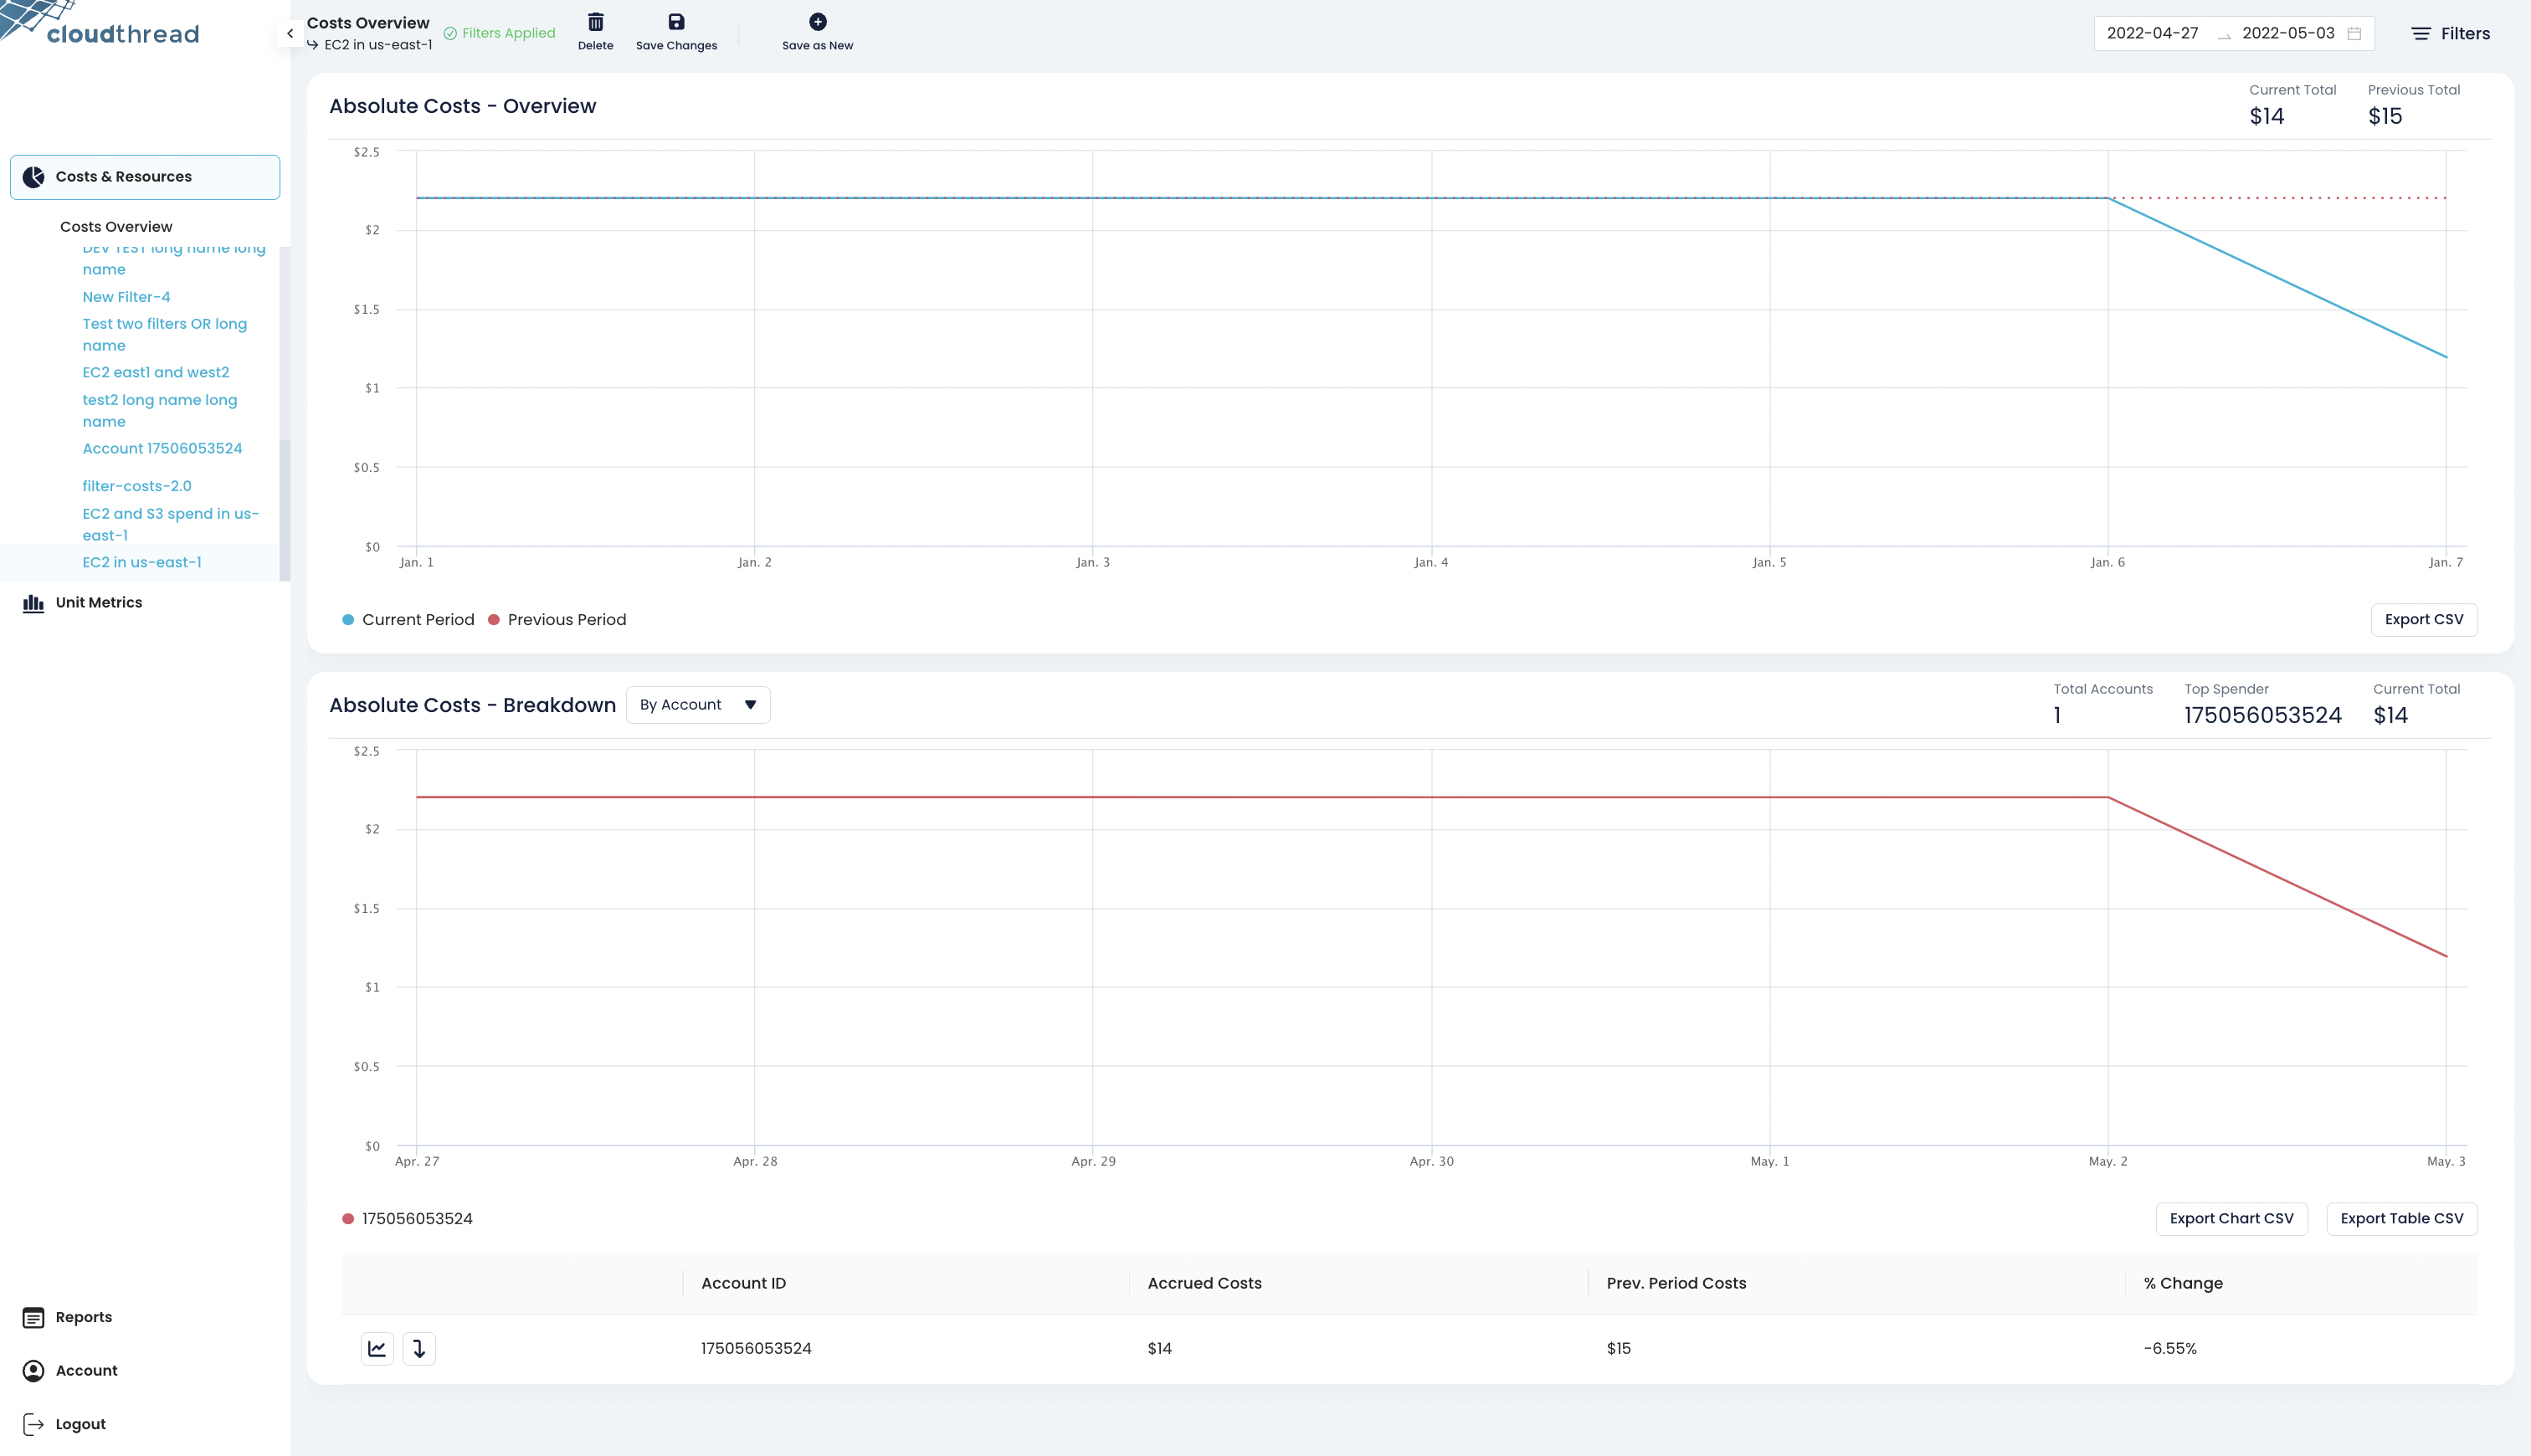 cloudthread
Costs & Resources
Costs Overview
DEV TEST long name long
name
New Filter-4
Test two filters OR long
name
EC2 east1 and west2
test2 long name long
name
Account 17506053524
filter-costs-2.0
EC2 and S3 spend in us-
east-1
EC2 in us-east-1
Unit Metrics
Reports
Account
Logout
Costs Overview
EC2 in us-east-1
Filters Applied
Delete
Save Changes
Save as New
2022-04-27
2022-05-03
Filters
Absolute Costs - Overview
Current Total
$14
Previous Total
$15
$2.5
$2
$1.5
$1
$0.5
$0
Jan. 1
Jan. 2
Jan. 3
Jan. 4
Jan. 5
Jan. 6
Jan. 7
Current Period
Previous Period
Export CSV
Absolute Costs - Breakdown
By Account
Total Accounts
1
Top Spender
175056053524
Current Total
$14
$2.5
$2
$1.5
$1
$0.5
$0
Apr. 27
Apr. 28
Apr. 29
Apr. 30
May. 1
May. 2
May. 3
175056053524
Export Chart CSV
Export Table CSV
Account ID
Accrued Costs
Prev. Period Costs
% Change
175056053524
$14
$15
-6.55%